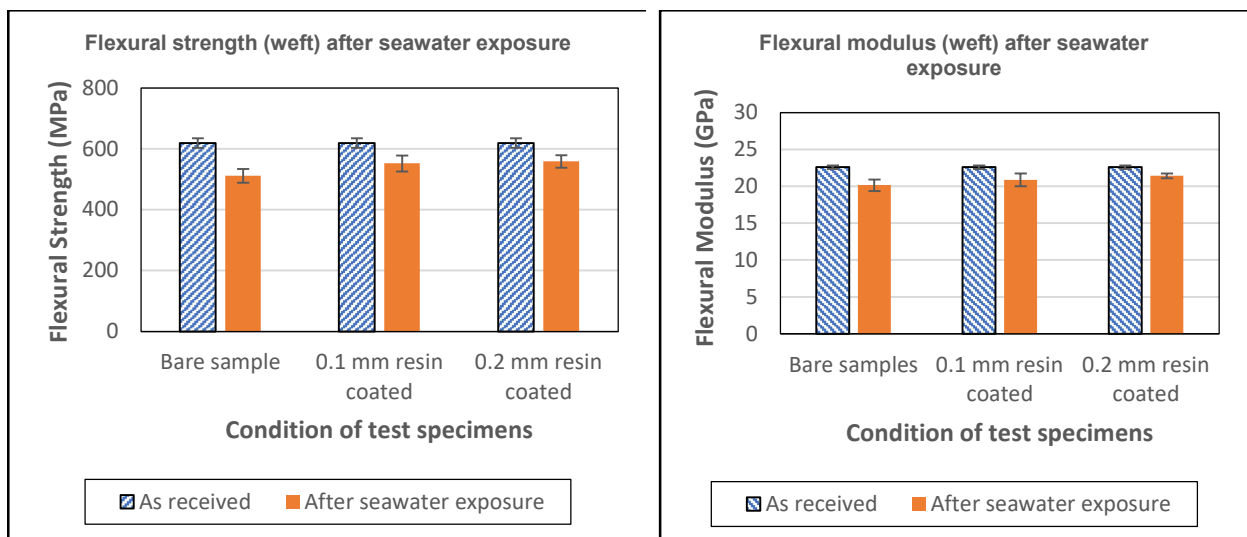 Flexural strength (weft) after seawater exposure
Flexural Strength (MPa)
800
600
400
200
0
Bare sample
0.1 mm resin coated
0.2 mm resin coated
Condition of test specimens
As received
After seawater exposure
Flexural modulus (weft) after seawater
exposure
Flexural Modulus (GPa)
30
25
20
15
10
5
0
Bare samples
0.1 mm resin coated
0.2 mm resin coated
Condition of test specimens
As received
After seawater exposure